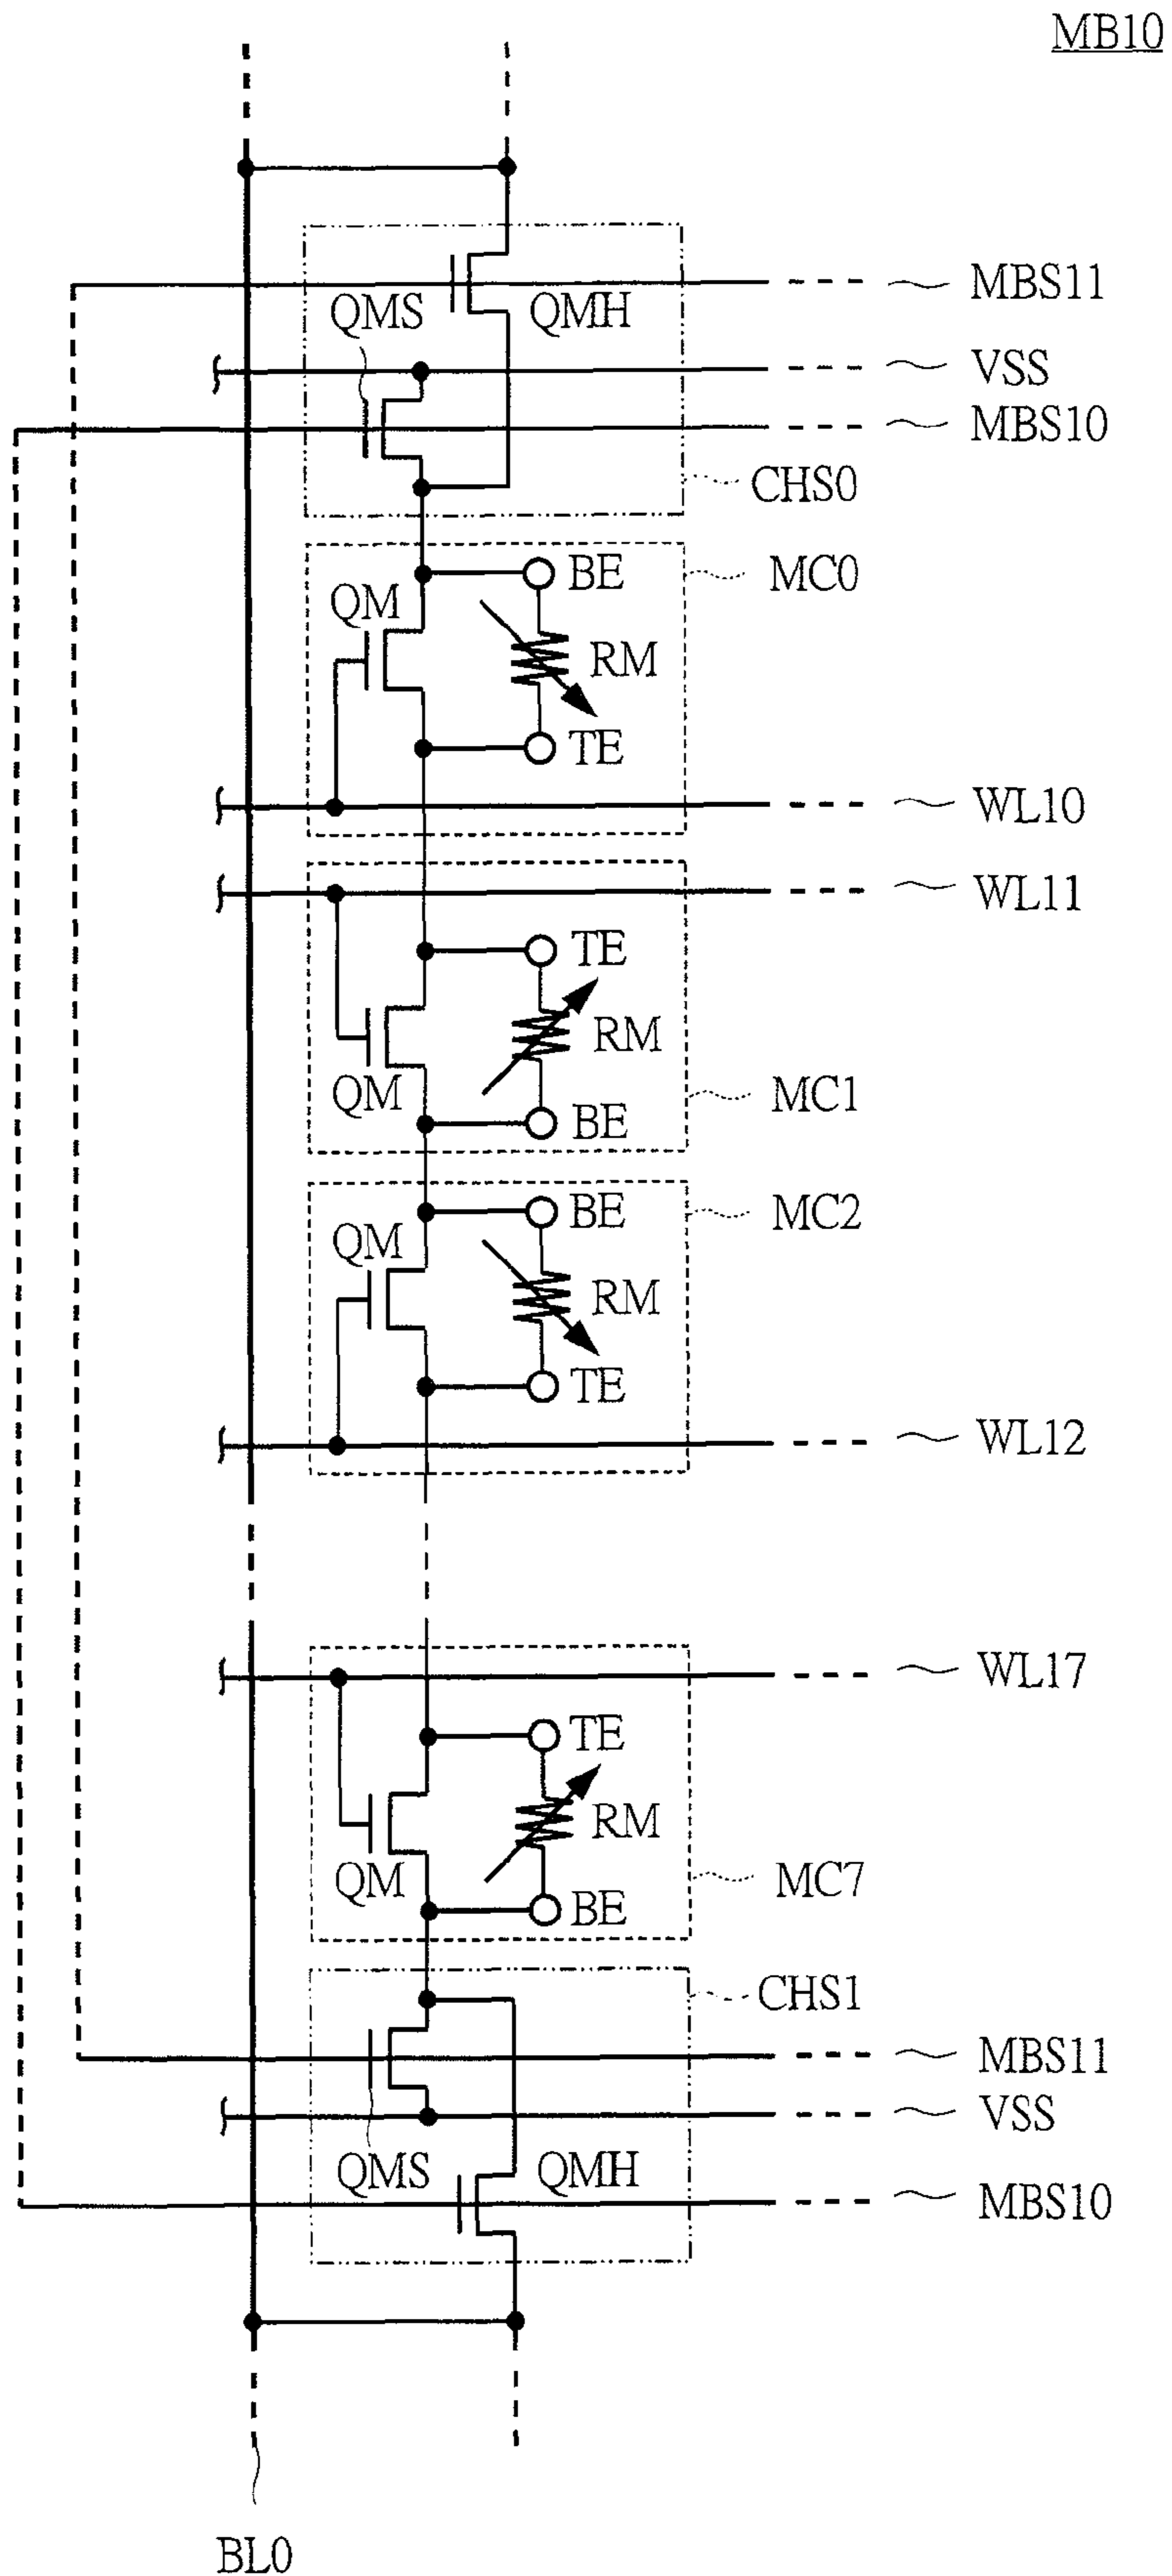 MB10
MBS11
QMS QMH
VSS
MBS10
CHS0
BE MC0
QM
RM
TE
WL10
WL11
TE
RM
QM MC1
BE
BE MC2
QM
RM
TE
WL12
WL17
TE
RM
QM MC7
BE
CHS1
MBS11
VSS
QMS QMH
MBS10
BL0